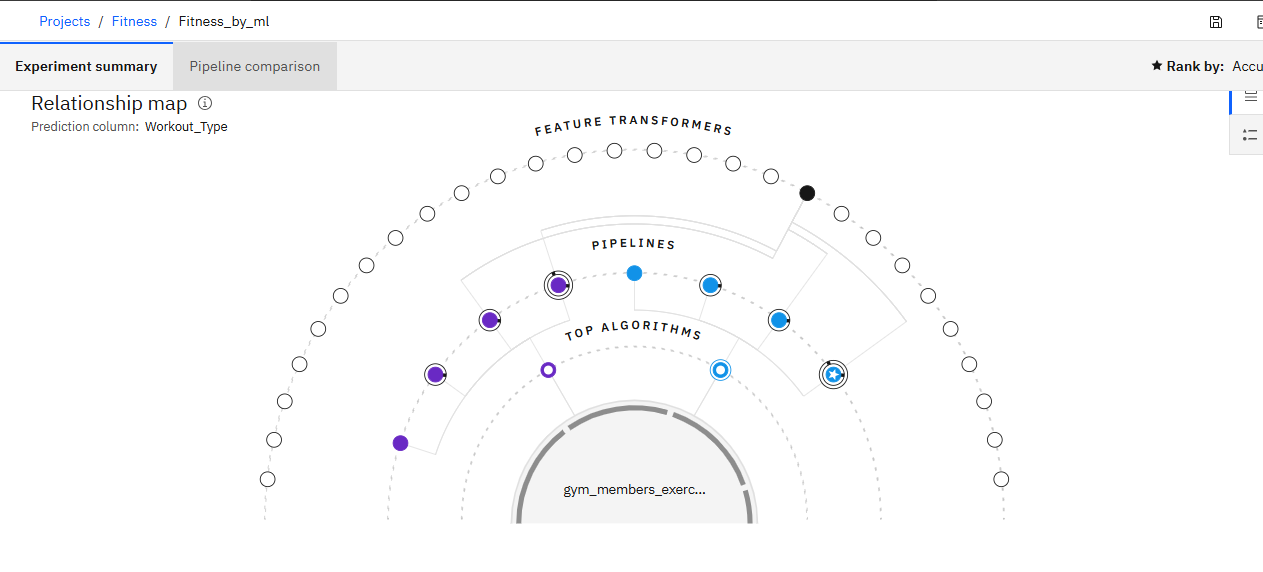 Projects / Fitness / Fitness_by_ml
Experiment summary
Pipeline comparison
Rank by: Accu
Relationship map
Prediction column: Workout_Type
FEATURE TRANSFORMERS
PIPELINES
TOP ALGORITHMS
gym_members_exerc...